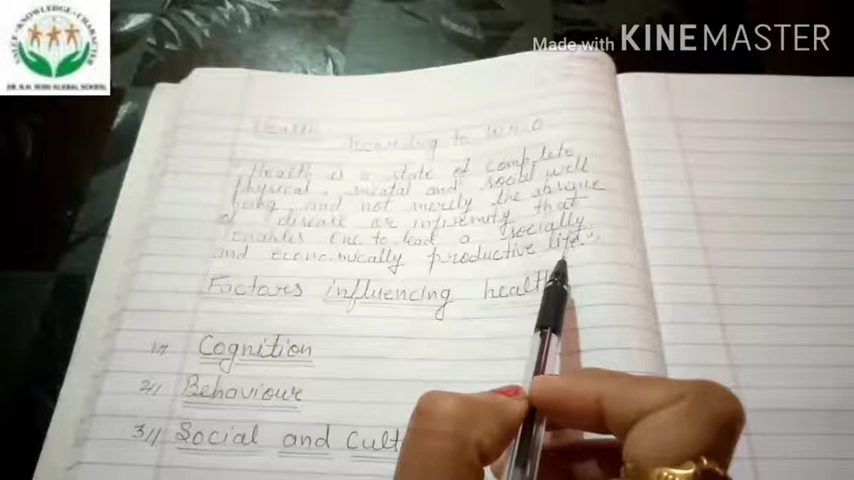 Made with KINEMASTER
Health
According to W.H.O
Health is a state of complete
physical, mental and social well
being and not merely the absence
of disease or infirmity that
enables one to lead a socially
and economically productive life."
Factors influencing health
1// Cognition
2// Behaviour
3// Social and Cult